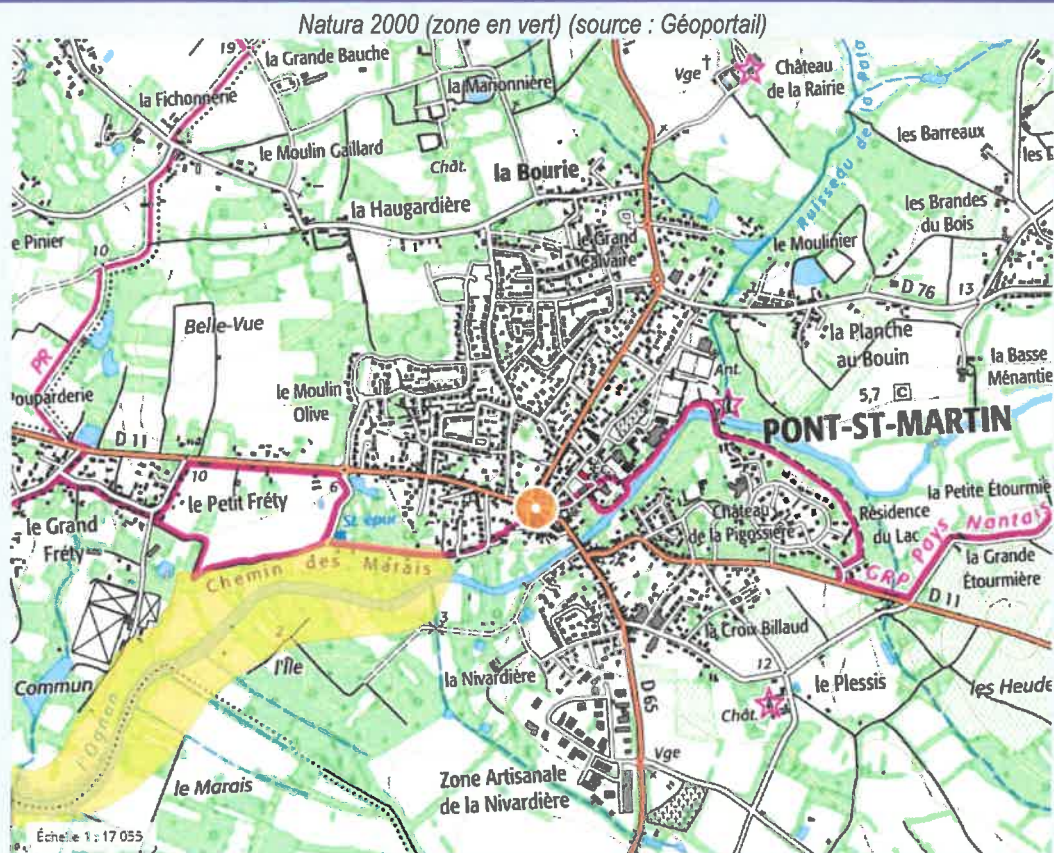 Natura 2000 (zone en vert) (source : Géoportail)
19
la Grande Bauche
la Marionnière
Vge
Château
de la Rairie
la Fichonnerie
le Moulin Gaillard
Chât.
la Bourie
Ruisseau de la
les Barreaux
la Haugardière
les Brandes
du Bois
e Pinier
le Grand
Calvaire
le Moulinier
10
D 76
13
Belle-Vue
la Planche
au Bouin
la Basse
Ménantie
PR
Ant.
5,7 C
le Moulin
Olive
Pouparderie
PONT-ST-MARTIN
D 11
10
le Petit Fréty
6
St. épur.
Château
de la Pigossière
Résidence
du Lac
la Petite Étourmiè
le Grand
Fréty
GRP Pays Nantais
la Grande
Étourmière
Chemin des Marais
D 11
3
2
l'Île
la Croix Billaud
la Nivardière
12
le Plessis
Commun
les Heude
l'Ognon
D 65
Chât.
Vge
le Marais
Zone Artisanale
de la Nivardière
Échelle 1 : 17 055